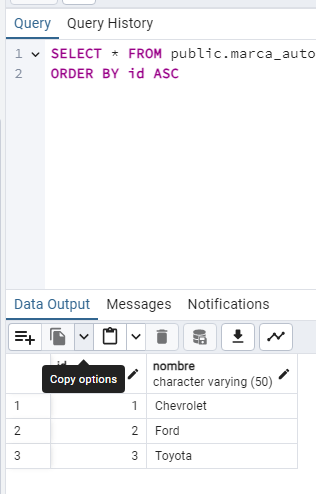 Query Query History
1 SELECT * FROM public.marca_auto
2 ORDER BY id ASC
Data Output Messages Notifications
Copy options
nombre
character varying (50)
1 1 Chevrolet
2 2 Ford
3 3 Toyota